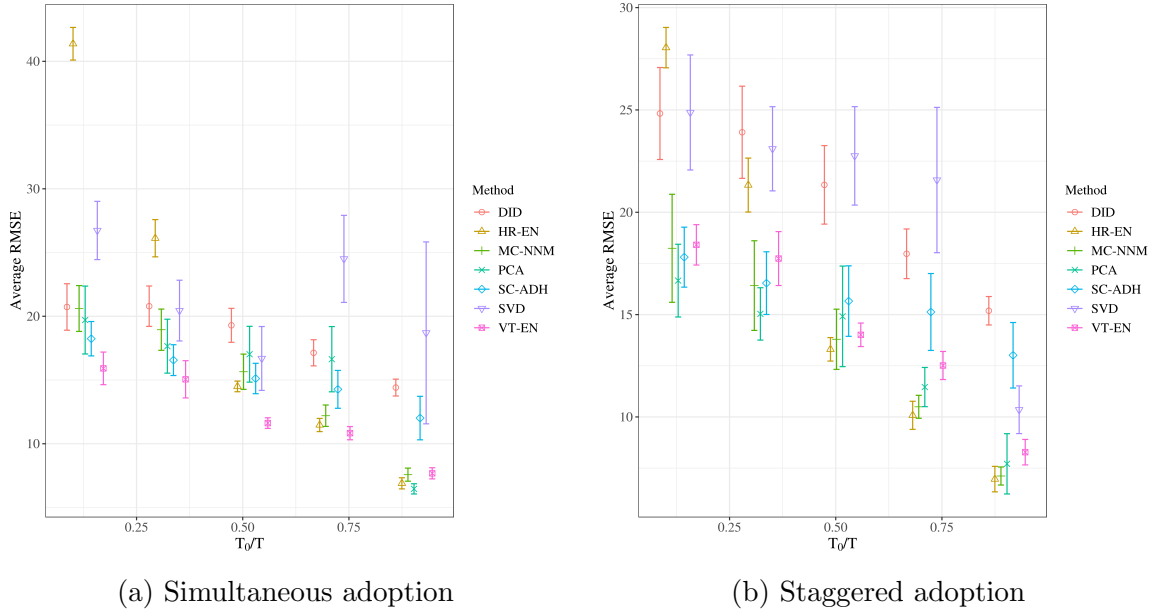 Average RMSE
40
30
20
10
0.25
0.50
0.75
T₀/T
Method
DID
HR-EN
MC-NNM
PCA
SC-ADH
SVD
VT-EN
(a) Simultaneous adoption
Average RMSE
30
25
20
15
10
0.25
0.50
0.75
T₀/T
Method
DID
HR-EN
MC-NNM
PCA
SC-ADH
SVD
VT-EN
(b) Staggered adoption